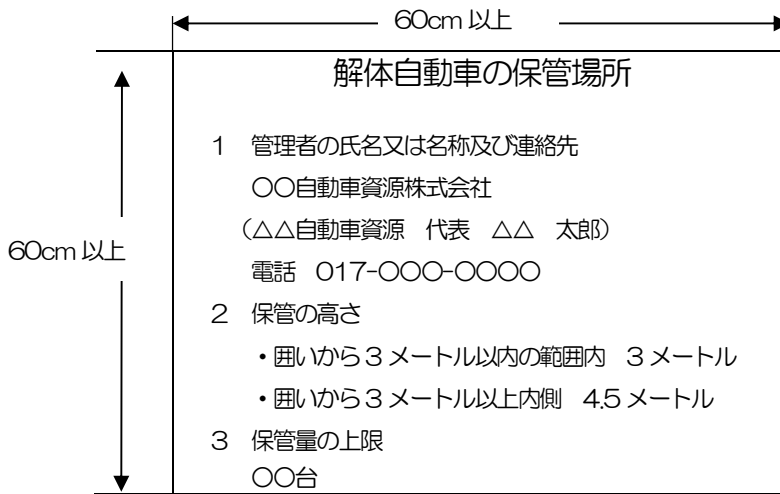 60cm 以上
解体自動車の保管場所
1 管理者の氏名又は名称及び連絡先
〇〇自動車資源株式会社
(△△自動車資源 代表 △△ 太郎)
電話 017-〇〇〇-〇〇〇〇
60cm 以上
2 保管の高さ
・囲いから3メートル以内の範囲内 3メートル
・囲いから3メートル以上内側 4.5メートル
3 保管量の上限
〇〇台